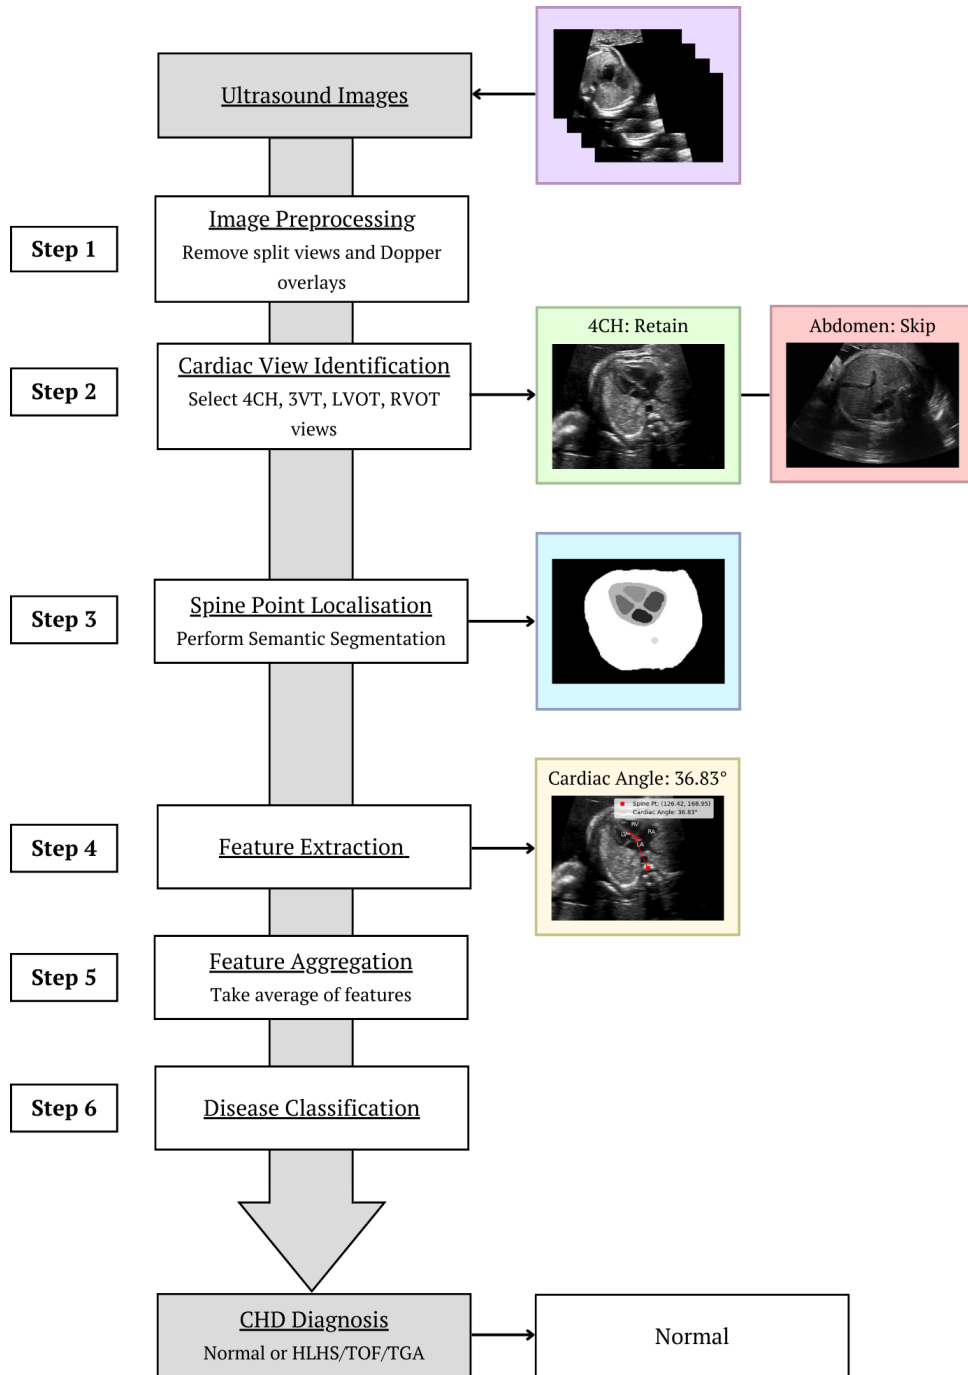 Ultrasound Images
Step 1
Image Preprocessing
Remove split views and Dopper
overlays
Step 2
Cardiac View Identification
Select 4CH, 3VT, LVOT, RVOT
views
4CH: Retain
Abdomen: Skip
Step 3
Spine Point Localisation
Perform Semantic Segmentation
Step 4
Feature Extraction
Cardiac Angle: 36.83°
Spine Pt: (126.42, 168.95)
Cardiac Angle: 36.83°
RV
LV
RA
LA
Step 5
Feature Aggregation
Take average of features
Step 6
Disease Classification
CHD Diagnosis
Normal or HLHS/TOF/TGA
Normal